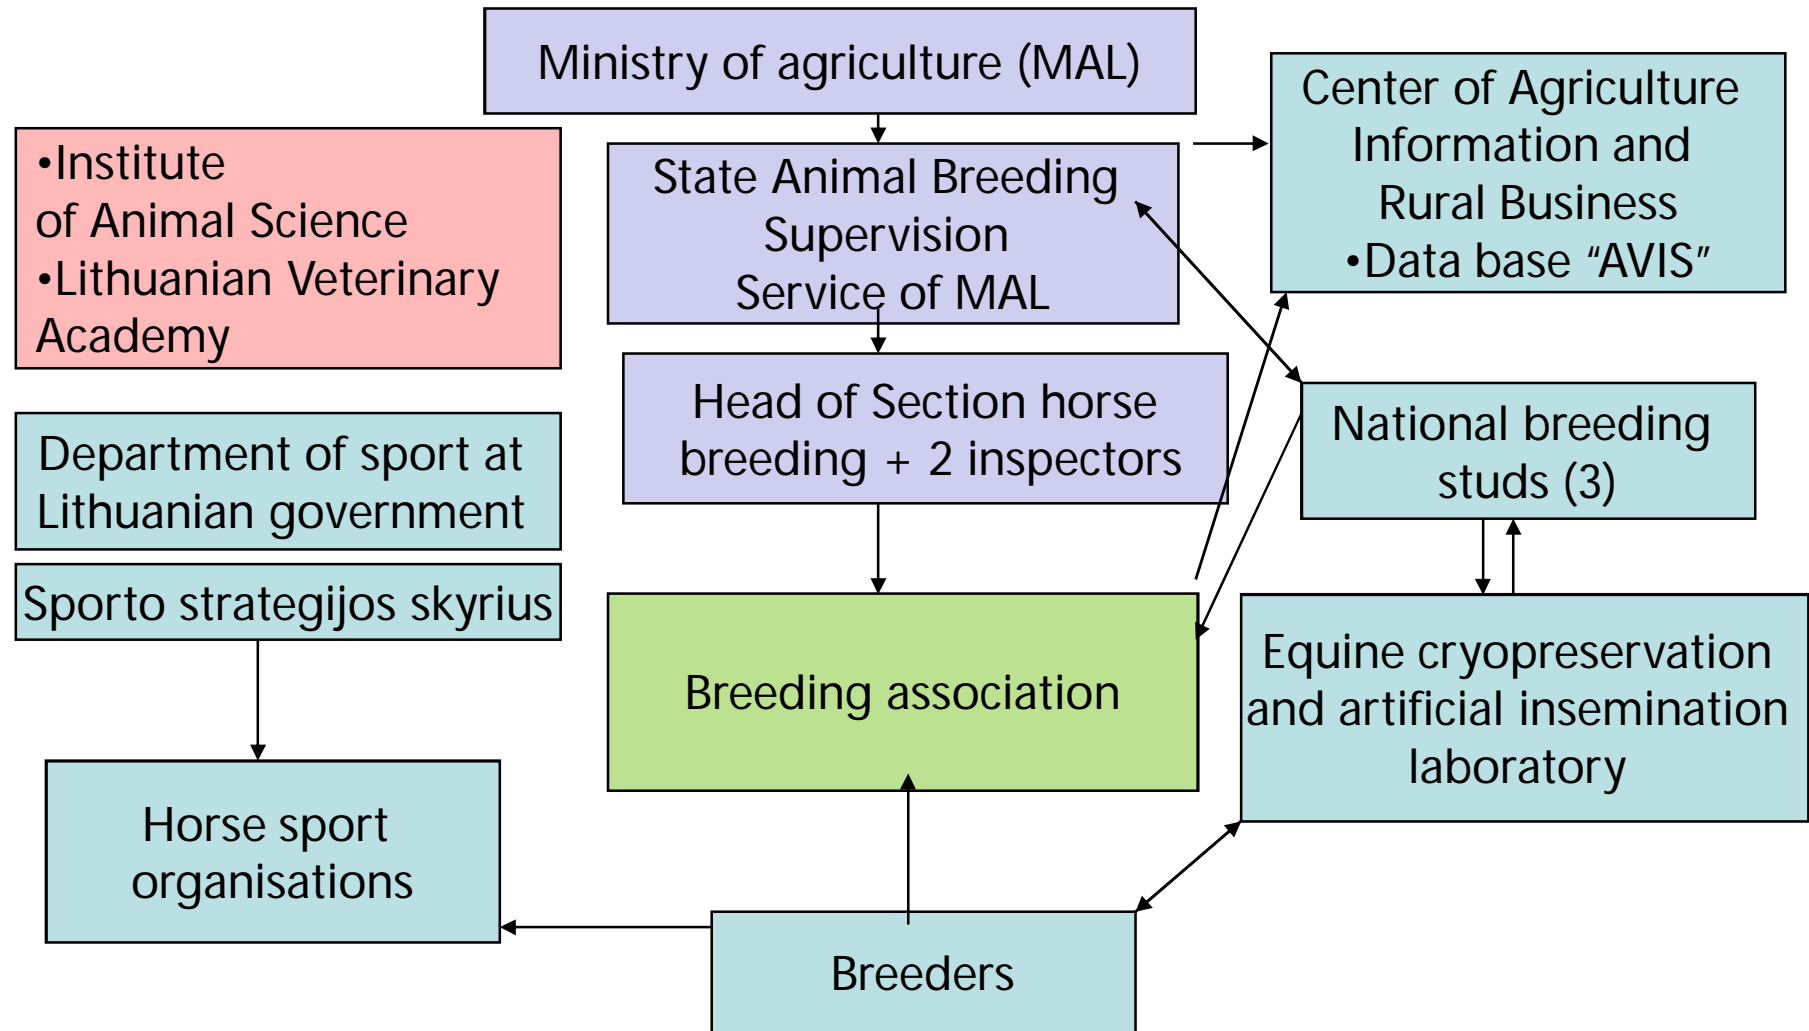 Ministry of agriculture (MAL)
Center of Agriculture
Information and
Rural Business
•Data base “AVIS”
•Institute
of Animal Science
•Lithuanian Veterinary
Academy
State Animal Breeding
Supervision
Service of MAL
Head of Section horse
breeding + 2 inspectors
National breeding
studs (3)
Department of sport at
Lithuanian government
Sporto strategijos skyrius
Breeding association
Equine cryopreservation
and artificial insemination
laboratory
Horse sport
organisations
Breeders